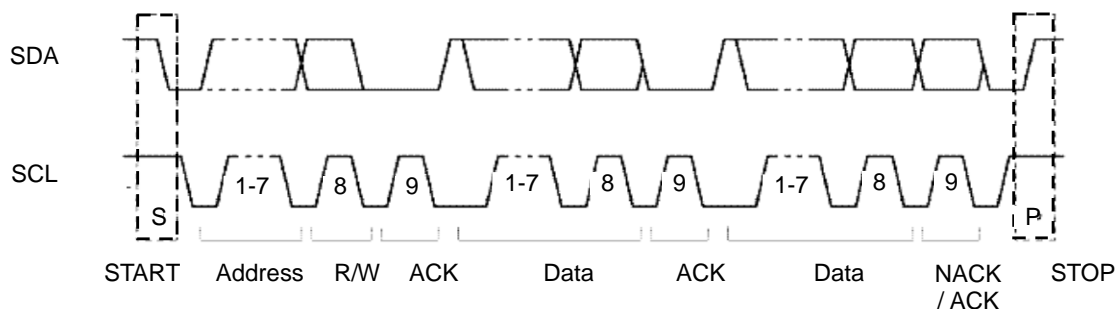 SDA
SCL
1-7 8 9 1-7 8 9 1-7 8 9
S P
START Address R/W ACK Data ACK Data NACK STOP
/ ACK